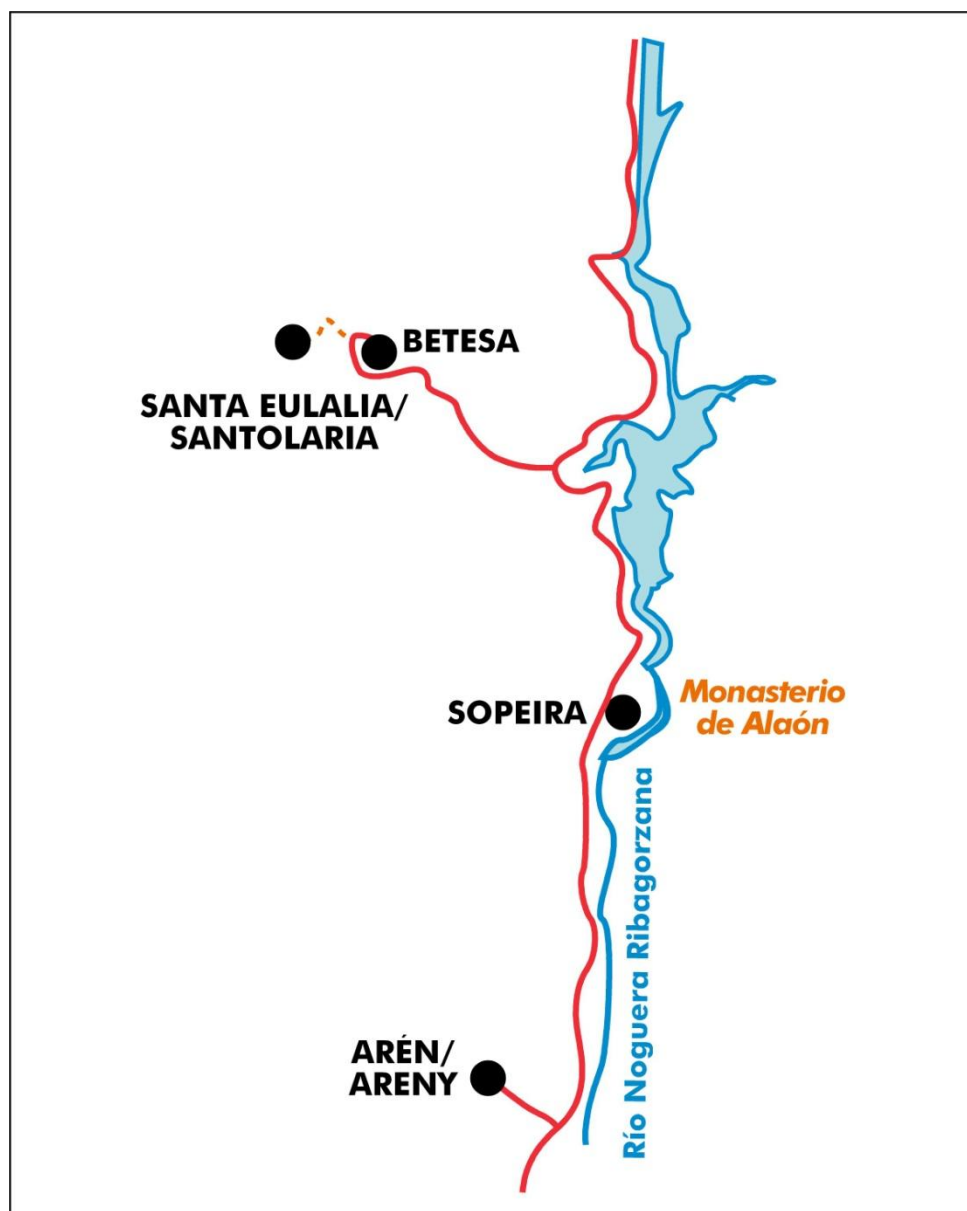 BETESA
SANTA EULALIA/
SANTOLARIA
SOPEIRA
Monasterio
de Alaón
Río Noguera Ribagorzana
ARÉN/
ARENY